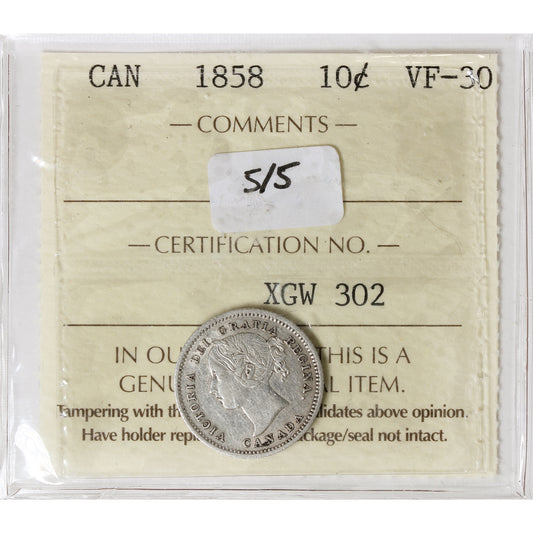 CAN 1858 10¢ VF-30
— COMMENTS —
5/5
— CERTIFICATION NO. —
XGW 302
IN OU THIS IS A
GENU L ITEM.
Tampering with th lidates above opinion.
Have holder repl ckage/seal not intact.
VICTORIA DEI GRATIA REGINA.
CANADA